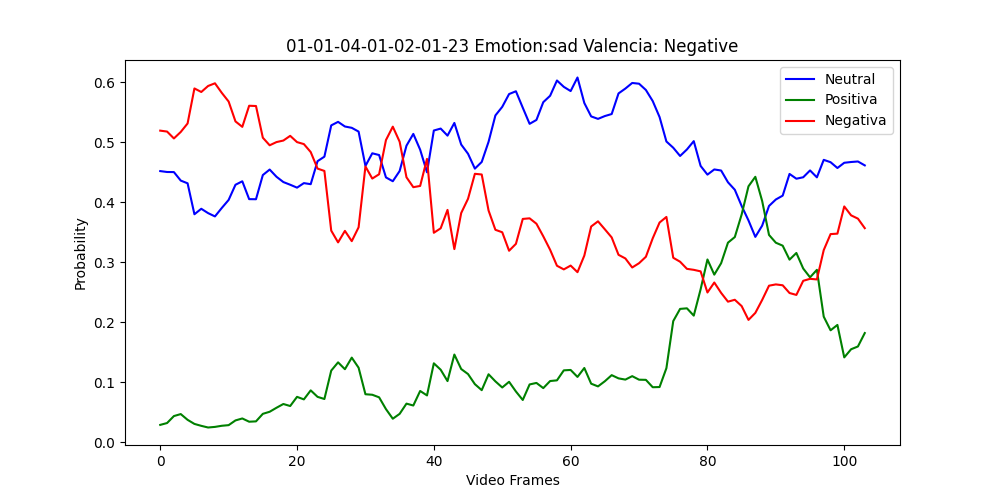 01-01-04-01-02-01-23 Emotion:sad Valencia: Negative
Neutral
Positiva
Negativa
Probability
0.6
0.5
0.4
0.3
0.2
0.1
0.0
0 20 40 60 80 100
Video Frames